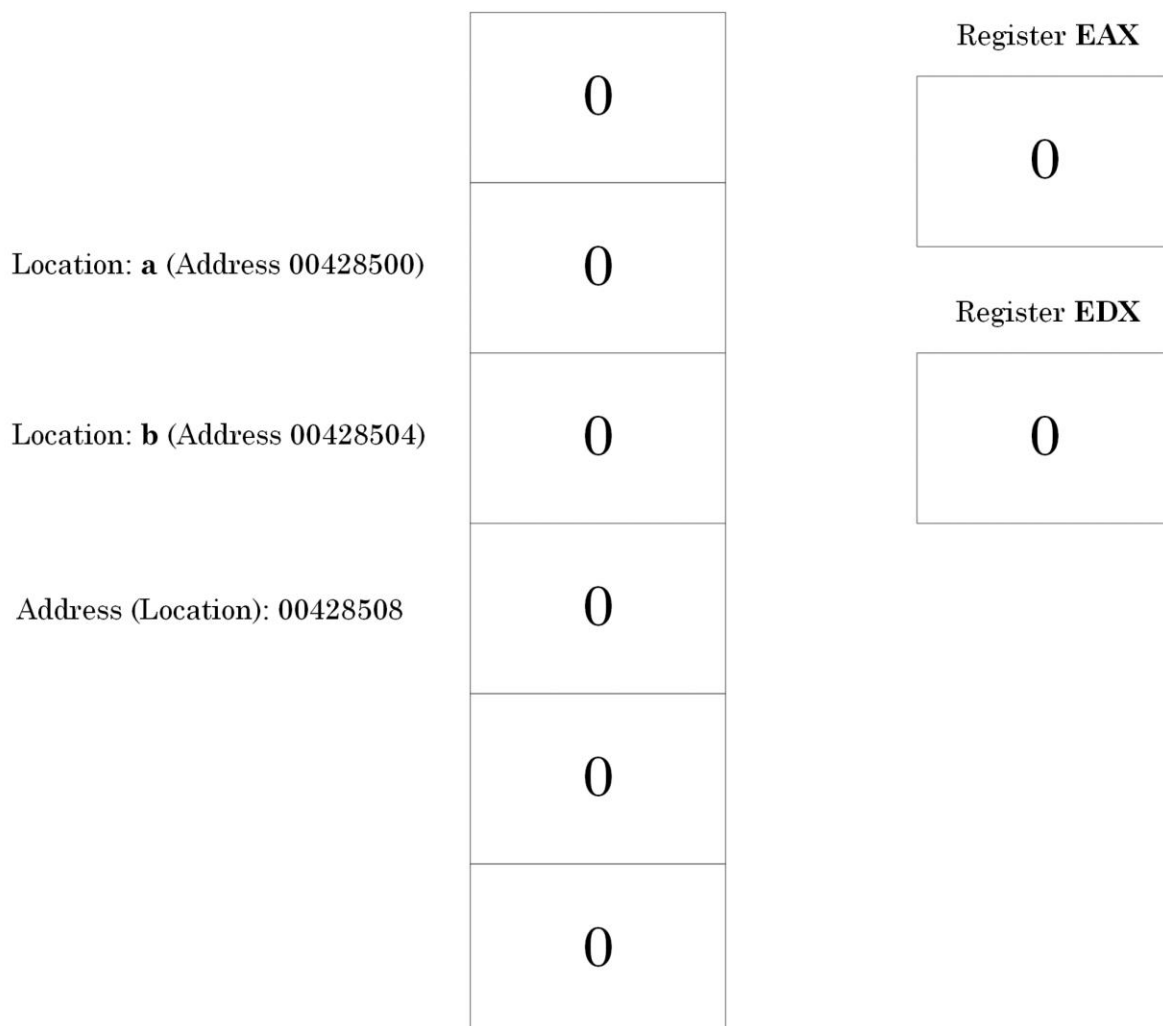 0
0
Location: a (Address 00428500)
0
Location: b (Address 00428504)
0
Address (Location): 00428508
0
0
Register EAX
0
Register EDX
0